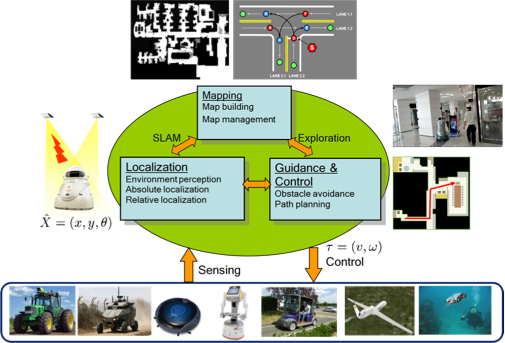 LANE 1.1
LANE 1.2
LANE 2.1 LANE 2.2
S
Mapping
Map building
Map management
SLAM
Exploration
Localization
Environment perception
Absolute localization
Relative localization
Guidance &
Control
Obstacle avoidance
Path planning
X̂ = (x, y, θ)
τ = (v, ω)
Sensing
Control